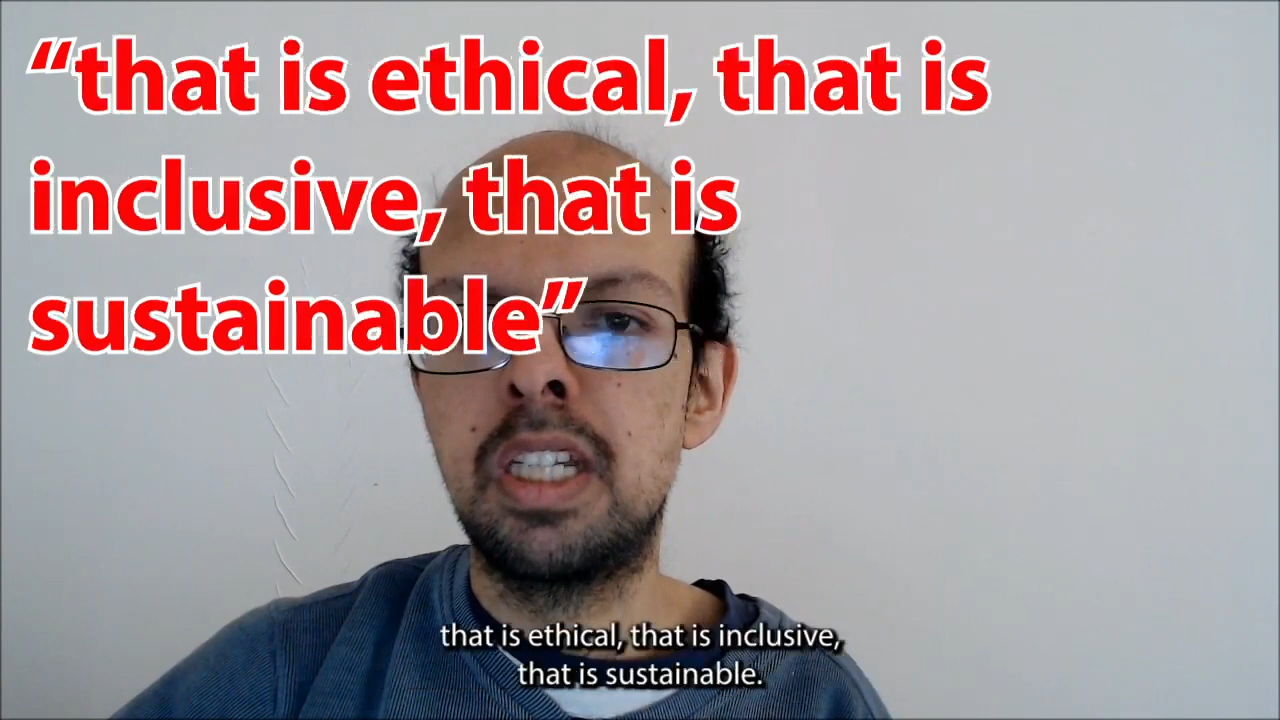 “that is ethical, that is
inclusive, that is
sustainable”
that is ethical, that is inclusive,
that is sustainable.